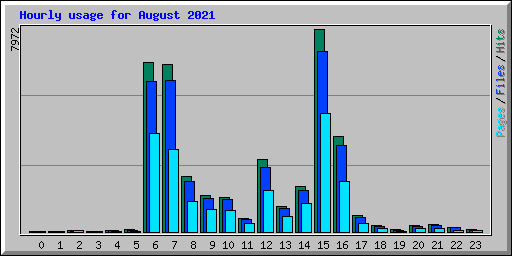 Hourly usage for August 2021
7972
Pages/Files/Hits
0 1 2 3 4 5 6 7 8 9 10 11 12 13 14 15 16 17 18 19 20 21 22 23